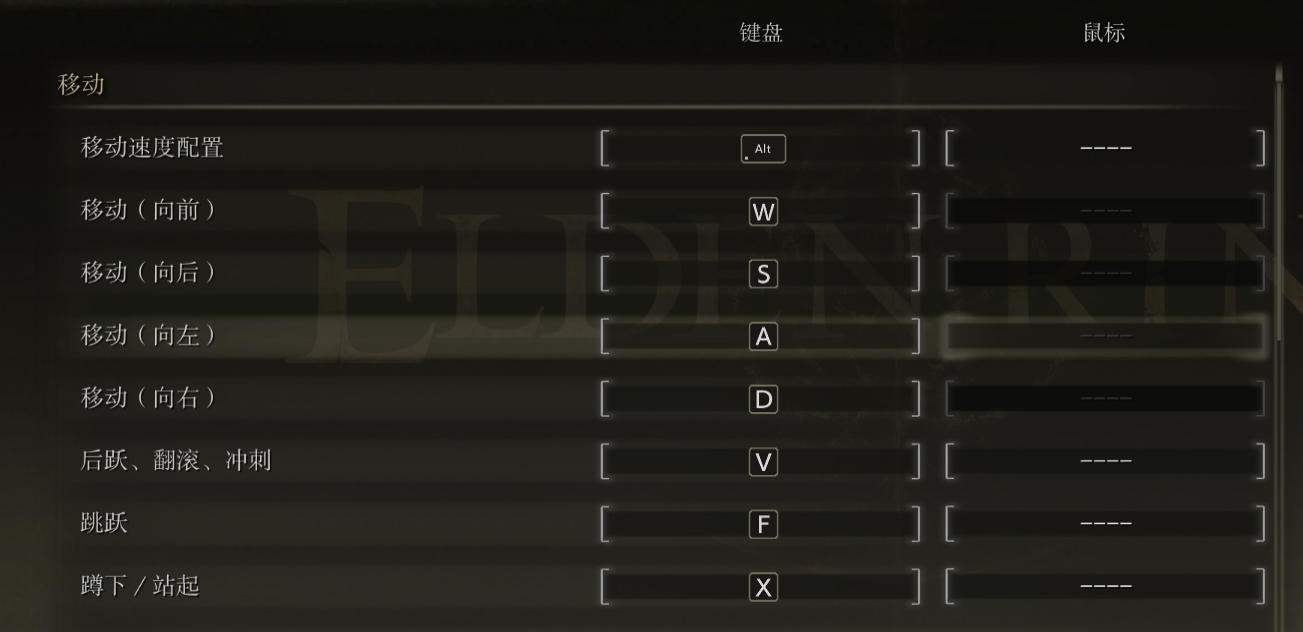 键盘 鼠标
移动
移动速度配置 Alt ----
移动（向前） W ----
移动（向后） S ----
移动（向左） A ----
移动（向右） D ----
后跃、翻滚、冲刺 V ----
跳跃 F ----
蹲下/站起 X ----
ELDEN RIN